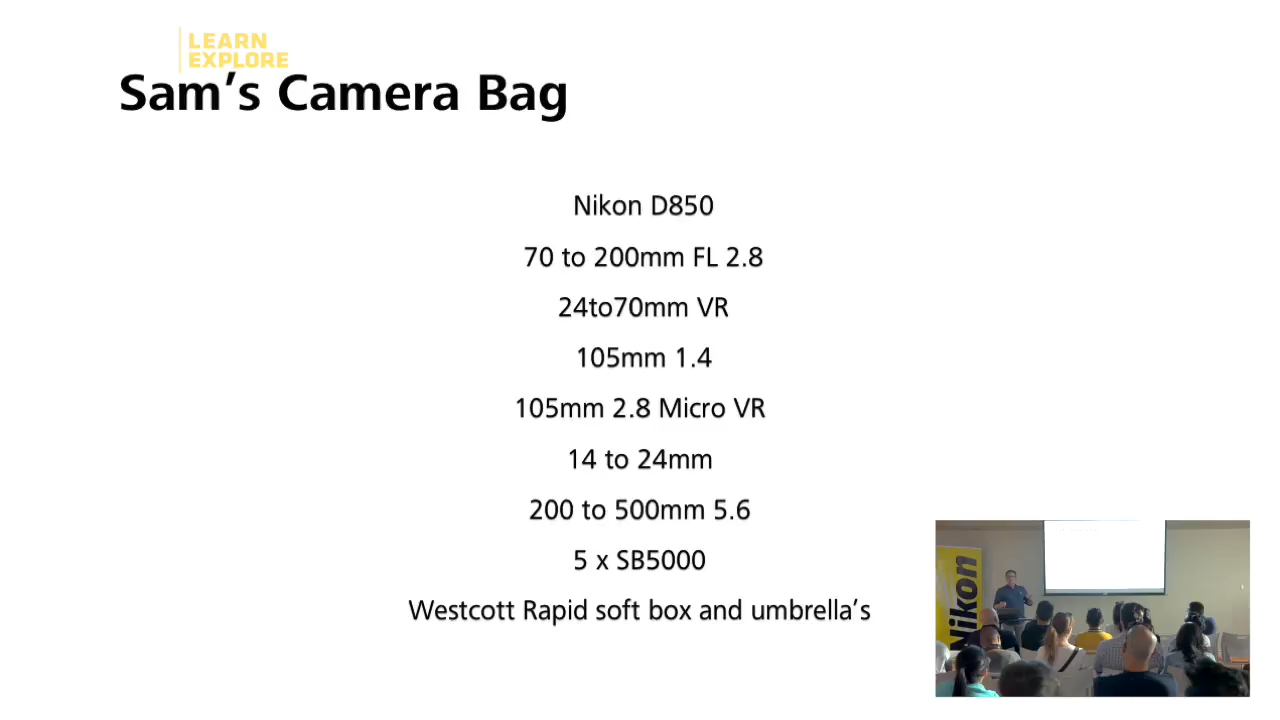 LEARN
EXPLORE
Sam’s Camera Bag
Nikon D850
70 to 200mm FL 2.8
24to70mm VR
105mm 1.4
105mm 2.8 Micro VR
14 to 24mm
200 to 500mm 5.6
5 x SB5000
Westcott Rapid soft box and umbrella’s
Nikon